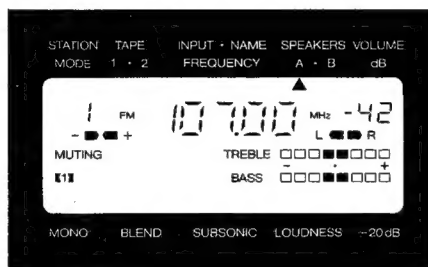 STATION TAPE INPUT • NAME SPEAKERS VOLUME
MODE 1 • 2 FREQUENCY A • B dB
1 FM 107.00 MHz -42
- + L R
MUTING TREBLE
- • +
[1] BASS
MONO BLEND SUBSONIC LOUDNESS -20dB